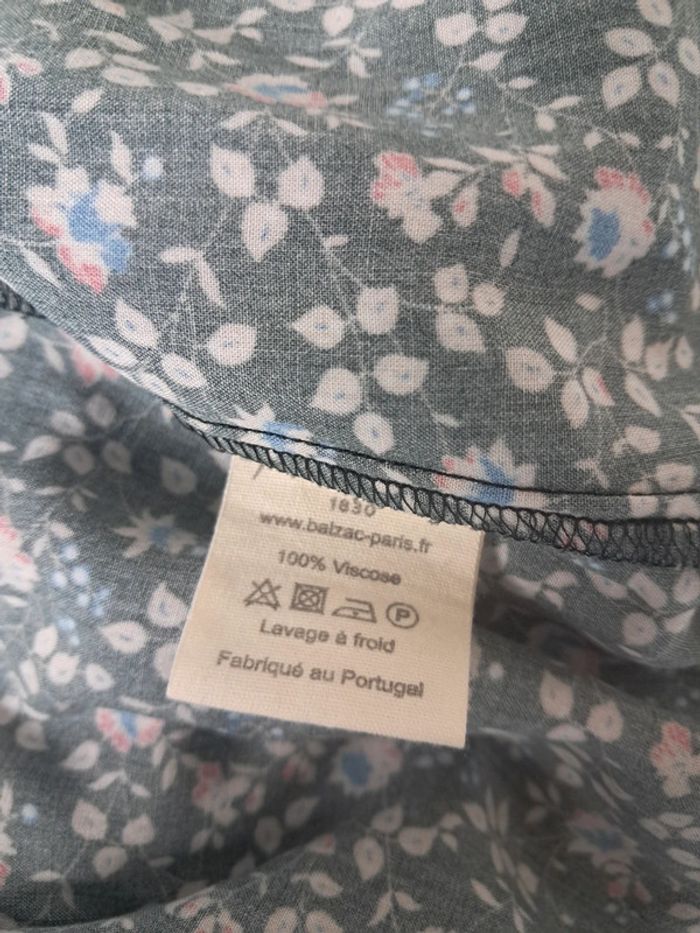 1830
www.balzac-paris.fr
100% Viscose
P
Lavage à froid
Fabriqué au Portugal